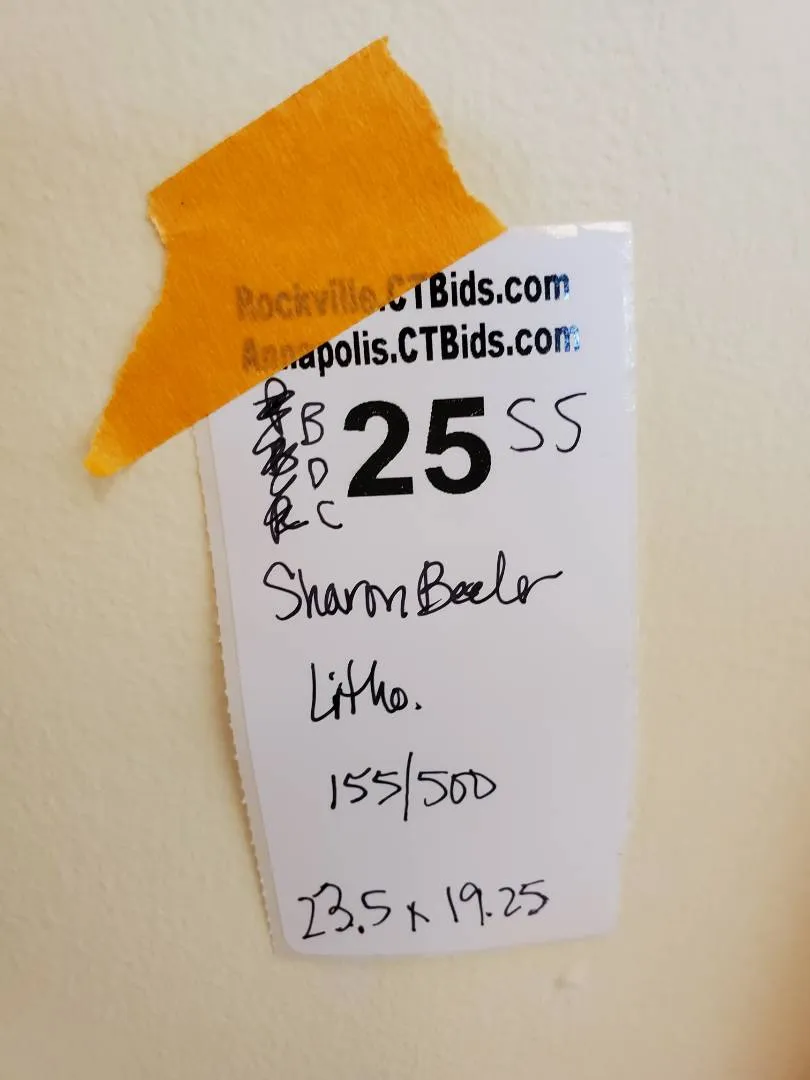 Rockville.CTBids.com
Annapolis.CTBids.com
B
D 25 SS
C
Sharon Beeler
Litho.
155/500
23.5 x 19.25